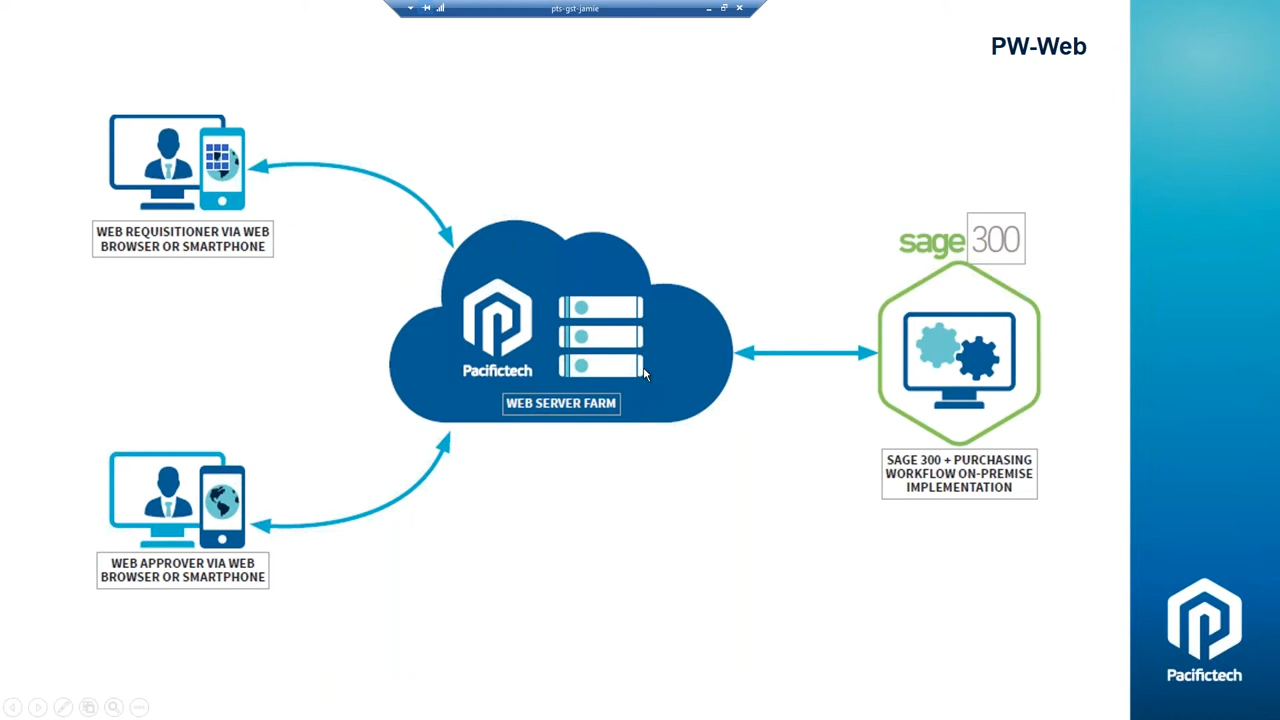 pts-gst-jamie
PW-Web
WEB REQUISITIONER VIA WEB
BROWSER OR SMARTPHONE
sage 300
Pacifictech
WEB SERVER FARM
SAGE 300 + PURCHASING
WORKFLOW ON-PREMISE
IMPLEMENTATION
WEB APPROVER VIA WEB
BROWSER OR SMARTPHONE
Pacifictech